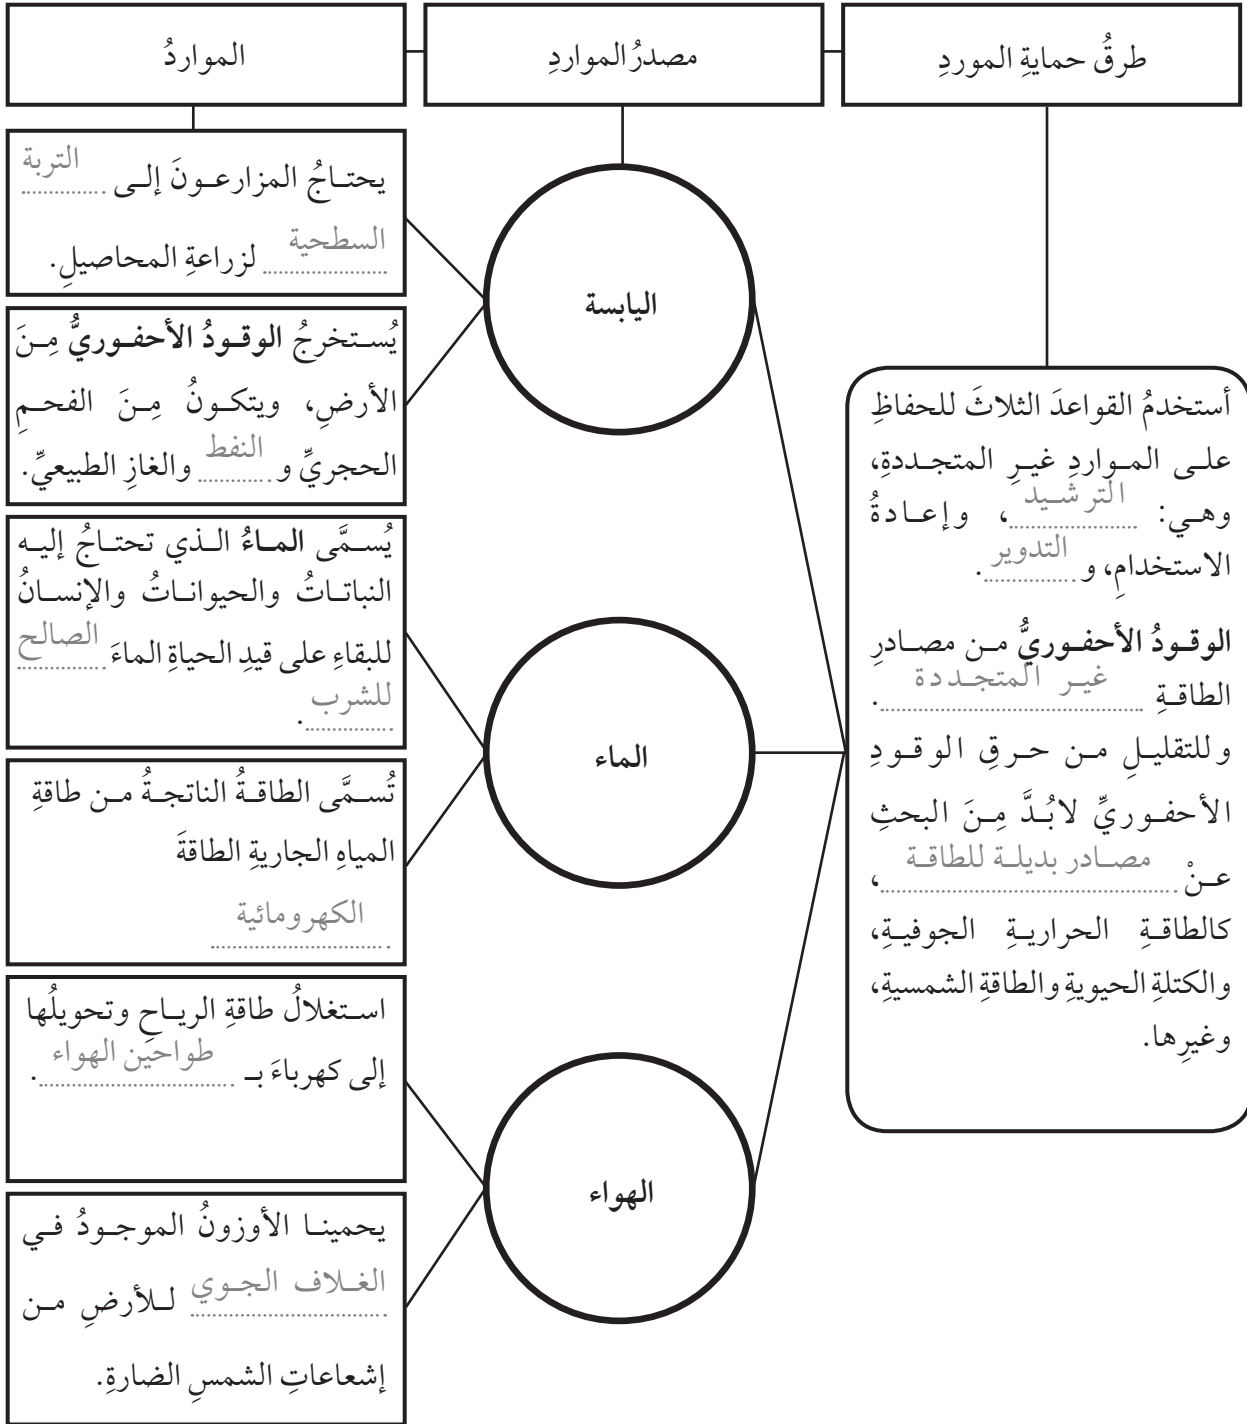 طرقُ حمايةِ الموردِ
مصدرُ المواردِ
المواردُ
يحتاجُ المزارعونَ إلى التربة
السطحية لزراعةِ المحاصيلِ.
يُستخرجُ الوقودُ الأحفوريُّ مِنَ
الأرضِ، ويتكونُ مِنَ الفحمِ
الحجريِّ و النفط والغازِ الطبيعيِّ.
يُسمَّى الماءُ الذي تحتاجُ إليه
النباتاتُ والحيواناتُ والإنسانُ
للبقاءِ على قيدِ الحياةِ الماءَ الصالح
للشرب.
تُسمَّى الطاقةُ الناتجةُ من طاقةِ
المياهِ الجاريةِ الطاقةَ
الكهرومائية
استغلالُ طاقةِ الرياحِ وتحويلُها
إلى كهرباءَ بـ طواحين الهواء.
يحمينا الأوزونُ الموجودُ في
الغلاف الجوي للأرضِ من
إشعاعاتِ الشمسِ الضارةِ.
اليابسة
الماء
الهواء
أستخدمُ القواعدَ الثلاثَ للحفاظِ
على المواردِ غيرِ المتجددةِ،
وهي: الترشيد، وإعادةُ
الاستخدامِ، و التدوير.
الوقودُ الأحفوريُّ من مصادرِ
الطاقةِ غير المتجددة.
وللتقليلِ من حرقِ الوقودِ
الأحفوريِّ لابُدَّ مِنَ البحثِ
عنْ مصادر بديلة للطاقة،
كالطاقةِ الحراريةِ الجوفيةِ،
والكتلةِ الحيويةِ والطاقةِ الشمسيةِ،
وغيرِها.